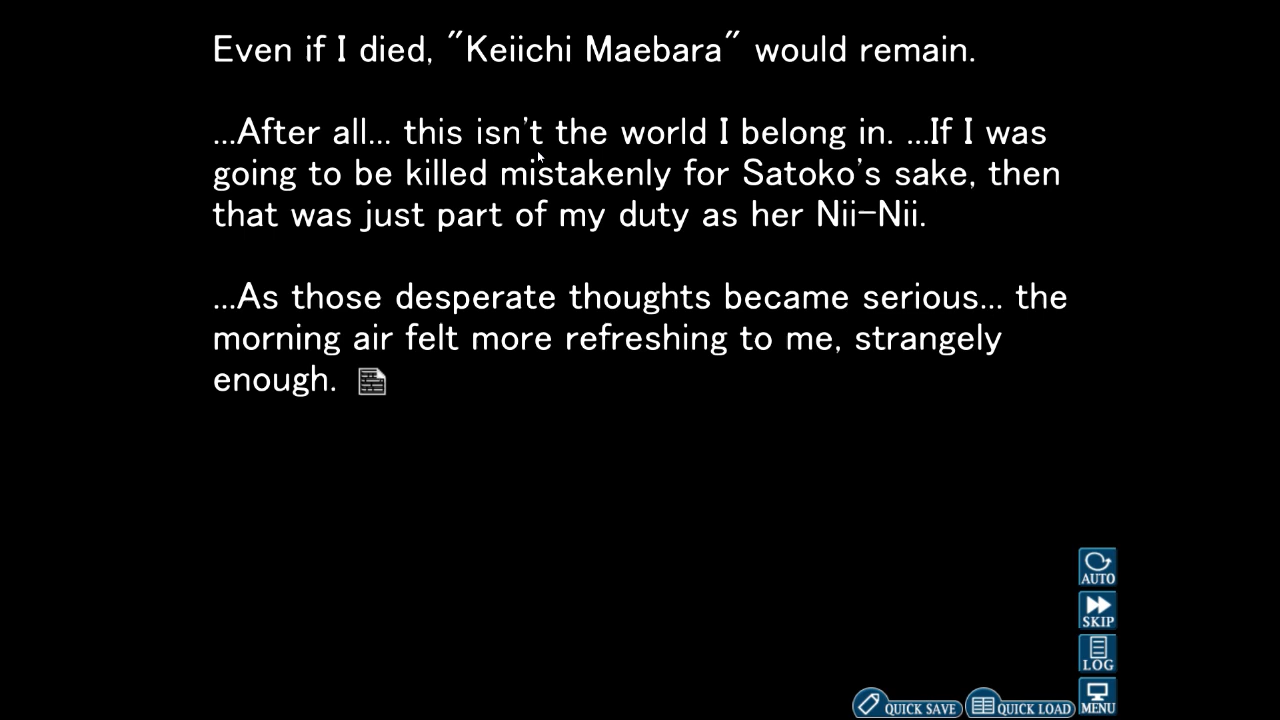 Even if I died, "Keiichi Maebara" would remain.
...After all... this isn't the world I belong in. ...If I was
going to be killed mistakenly for Satoko's sake, then
that was just part of my duty as her Nii-Nii.
...As those desperate thoughts became serious... the
morning air felt more refreshing to me, strangely
enough.
AUTO
SKIP
LOG
QUICK SAVE QUICK LOAD MENU